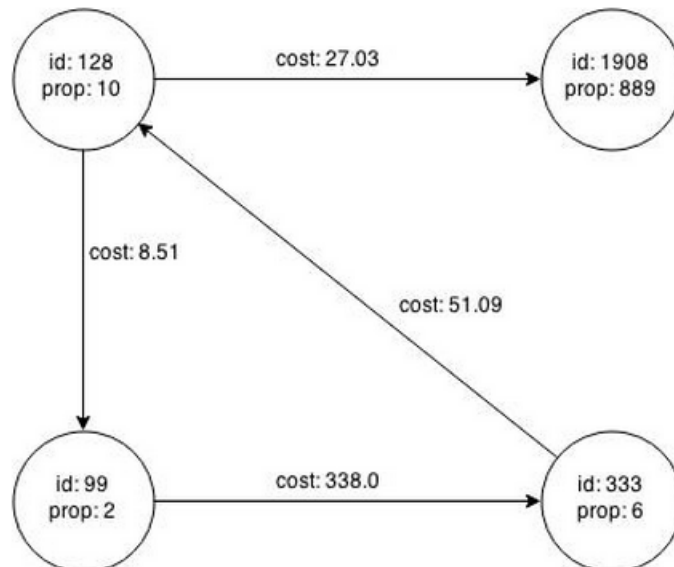 id: 128
prop: 10
cost: 27.03
id: 1908
prop: 889
cost: 8.51
cost: 51.09
id: 99
prop: 2
cost: 338.0
id: 333
prop: 6